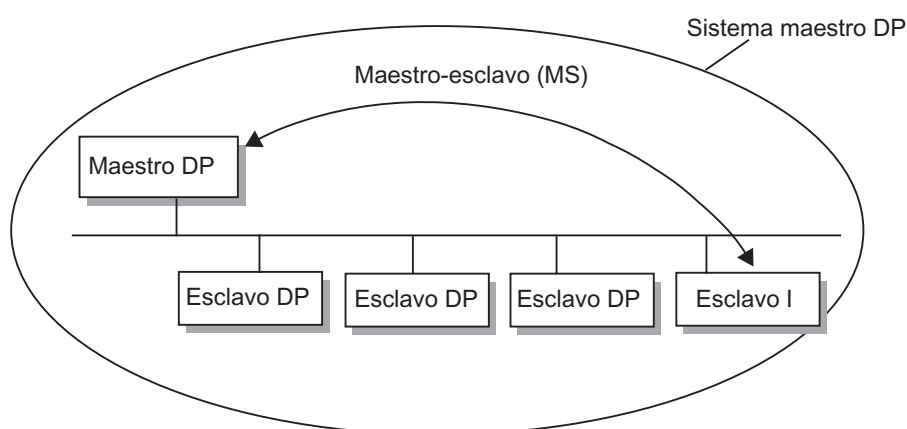 Sistema maestro DP
Maestro-esclavo (MS)
Maestro DP
Esclavo DP
Esclavo DP
Esclavo DP
Esclavo I